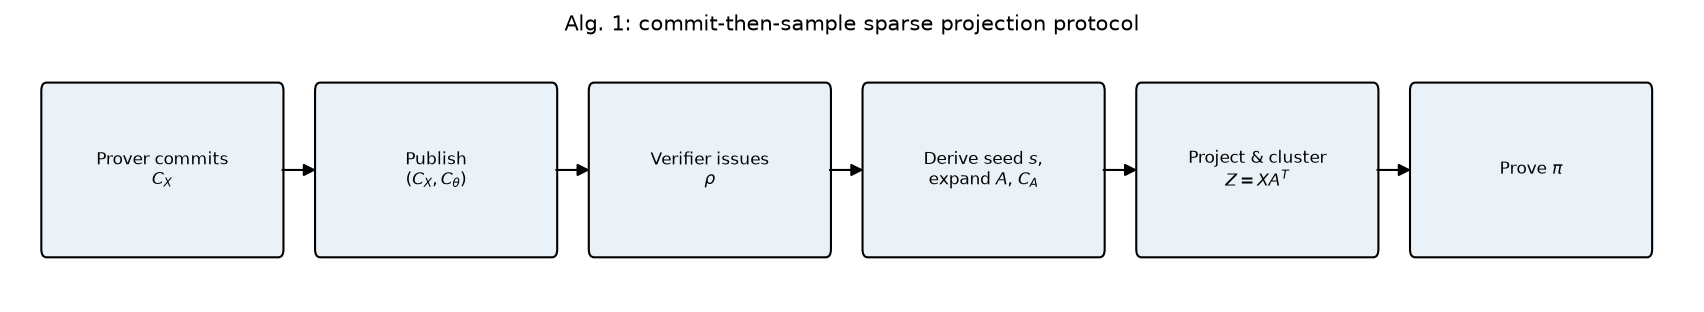 Alg. 1: commit-then-sample sparse projection protocol
Prover commits
C_X
Publish
(C_X, C_θ)
Verifier issues
ρ
Derive seed s,
expand A, C_A
Project & cluster
Z = XA^T
Prove π